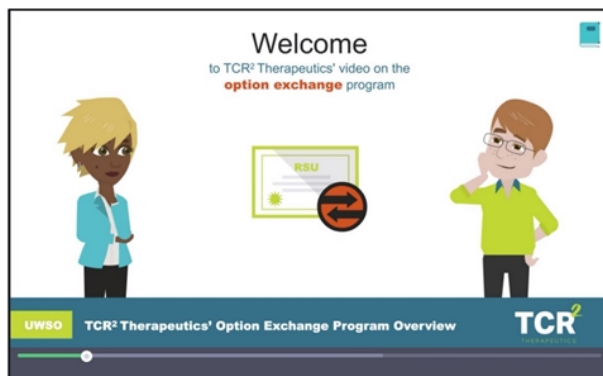 Welcome
to TCR² Therapeutics' video on the
option exchange program
RSU
UWSO
TCR² Therapeutics' Option Exchange Program Overview
TCR²
THERAPEUTICS